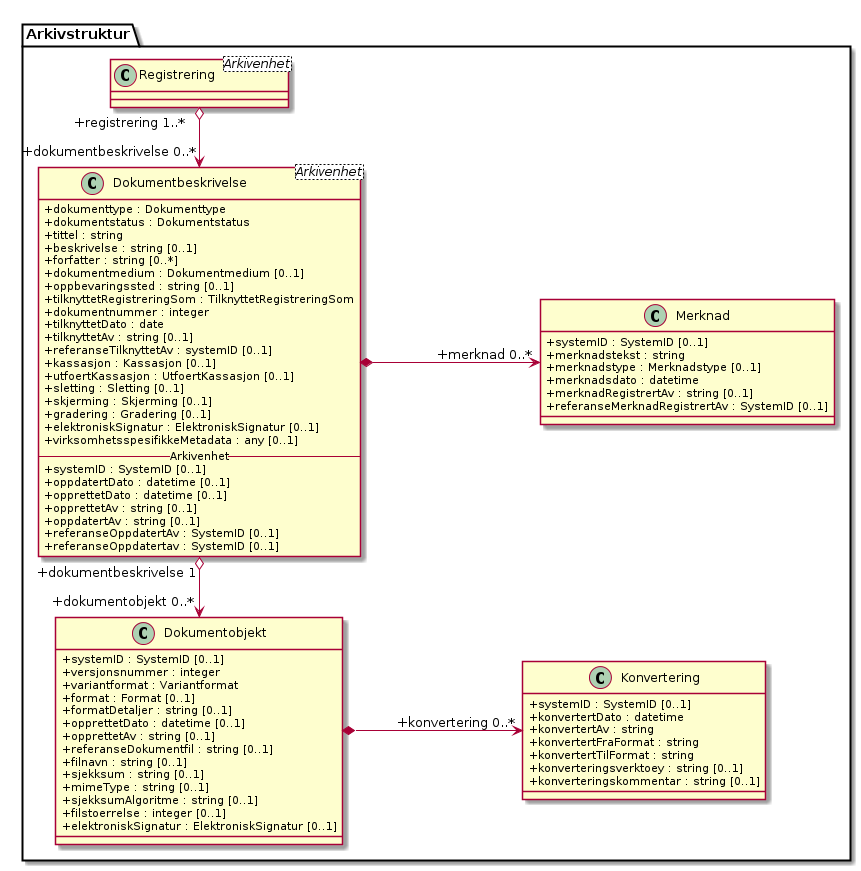 Arkivstruktur
C Registrering
Arkivenhet
+registrering 1..*
+dokumentbeskrivelse 0..*
C Dokumentbeskrivelse
Arkivenhet
+dokumenttype : Dokumenttype
+dokumentstatus : Dokumentstatus
+tittel : string
+beskrivelse : string [0..1]
+forfatter : string [0..*]
+dokumentmedium : Dokumentmedium [0..1]
+oppbevaringssted : string [0..1]
+tilknyttetRegistreringSom : TilknyttetRegistreringSom
+dokumentnummer : integer
+tilknyttetDato : date
+tilknyttetAv : string [0..1]
+referanseTilknyttetAv : systemID [0..1]
+kassasjon : Kassasjon [0..1]
+utfoertKassasjon : UtfoertKassasjon [0..1]
+sletting : Sletting [0..1]
+skjerming : Skjerming [0..1]
+gradering : Gradering [0..1]
+elektroniskSignatur : ElektroniskSignatur [0..1]
+virksomhetsspesifikkeMetadata : any [0..1]
Arkivenhet
+systemID : SystemID [0..1]
+oppdatertDato : datetime [0..1]
+opprettetDato : datetime [0..1]
+opprettetAv : string [0..1]
+oppdatertAv : string [0..1]
+referanseOppdatertAv : SystemID [0..1]
+referanseOppdatertav : SystemID [0..1]
+merknad 0..*
C Merknad
+systemID : SystemID [0..1]
+merknadstekst : string
+merknadstype : Merknadstype [0..1]
+merknadsdato : datetime
+merknadRegistrertAv : string [0..1]
+referanseMerknadRegistrertAv : SystemID [0..1]
+dokumentbeskrivelse 1
+dokumentobjekt 0..*
C Dokumentobjekt
+systemID : SystemID [0..1]
+versjonsnummer : integer
+variantformat : Variantformat
+format : Format [0..1]
+formatDetaljer : string [0..1]
+opprettetDato : datetime [0..1]
+opprettetAv : string [0..1]
+referanseDokumentfil : string [0..1]
+filnavn : string [0..1]
+sjekksum : string [0..1]
+mimeType : string [0..1]
+sjekksumAlgoritme : string [0..1]
+filstoerrelse : integer [0..1]
+elektroniskSignatur : ElektroniskSignatur [0..1]
+konvertering 0..*
C Konvertering
+systemID : SystemID [0..1]
+konvertertDato : datetime
+konvertertAv : string
+konvertertFraFormat : string
+konvertertTilFormat : string
+konverteringsverktoey : string [0..1]
+konverteringskommentar : string [0..1]